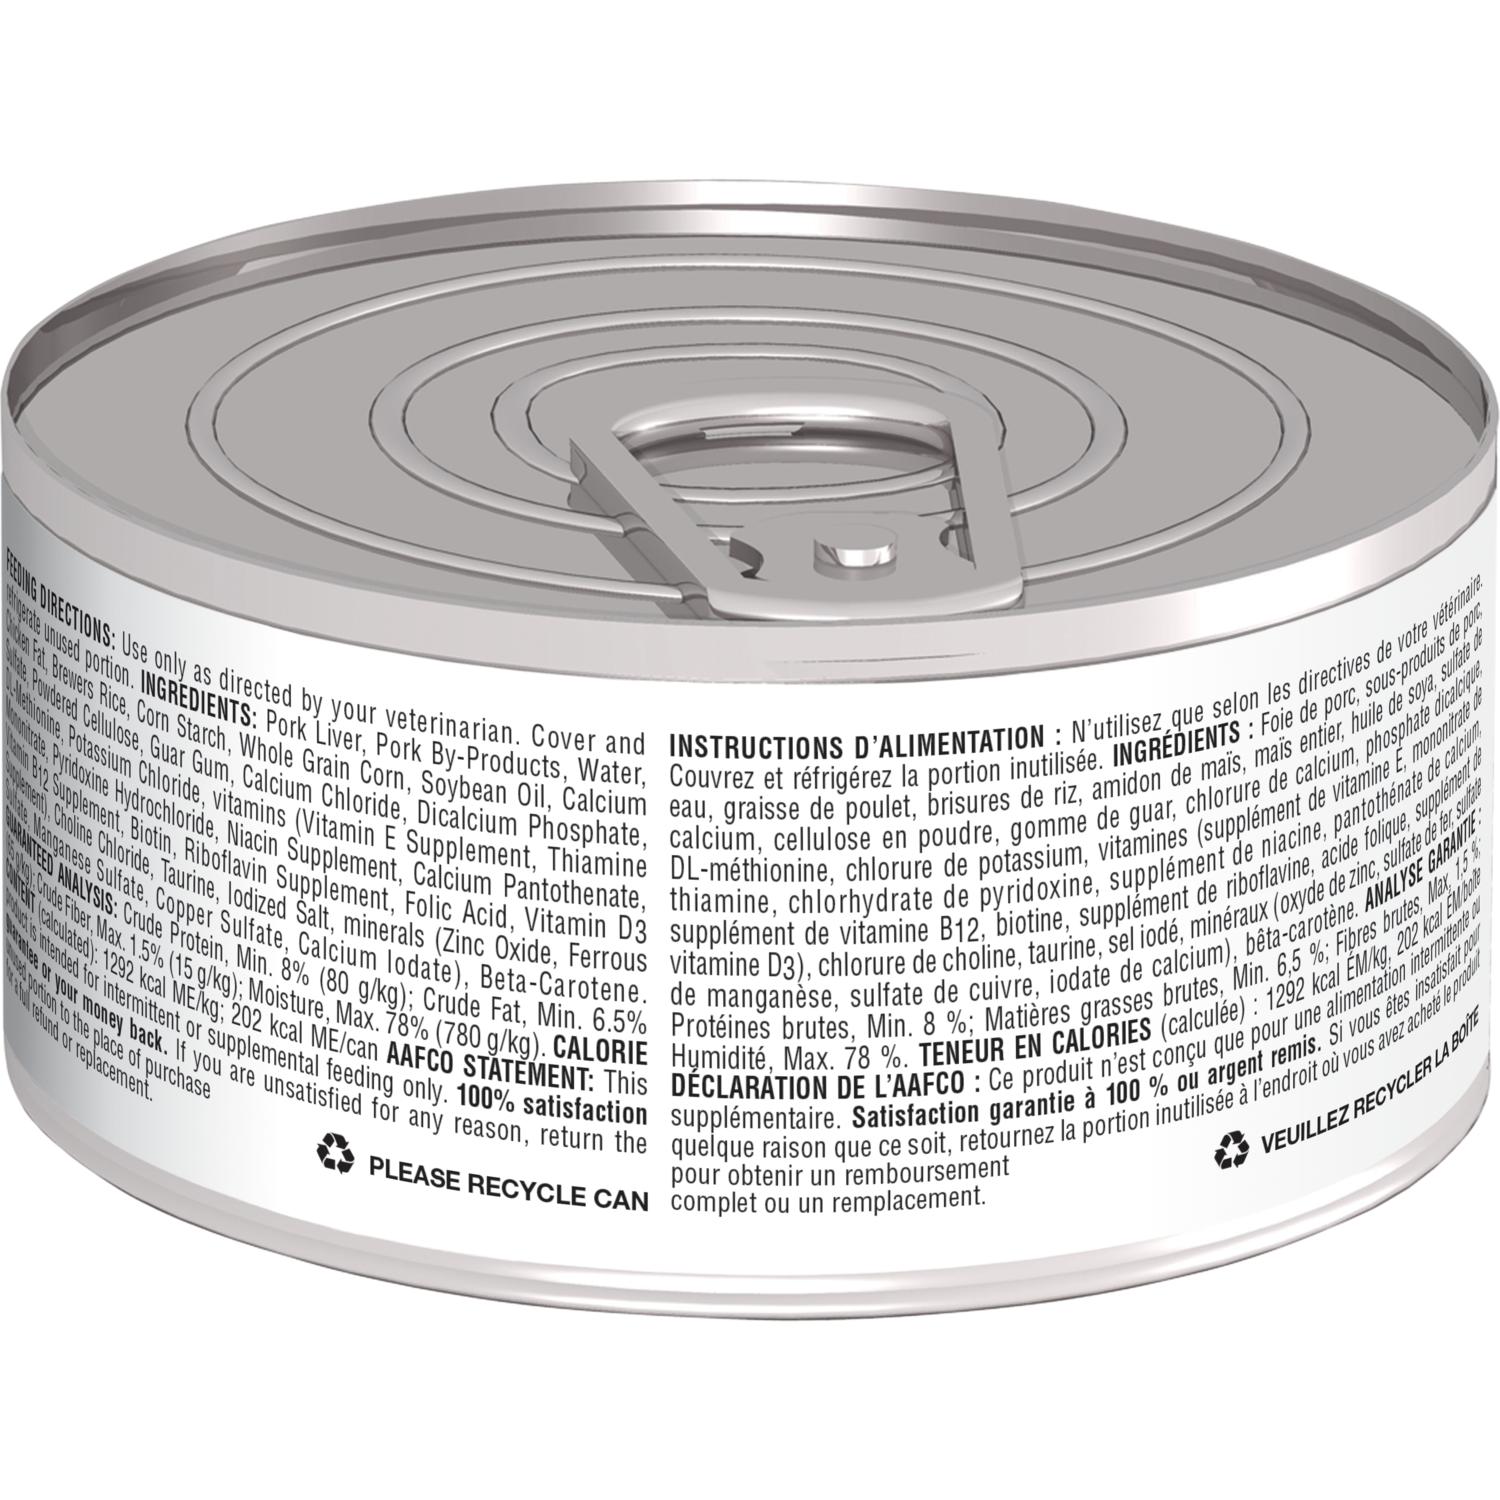 FEEDING DIRECTIONS: Use only as directed by your veterinarian. Cover and
refrigerate unused portion. INGREDIENTS: Pork Liver, Pork By-Products, Water,
Chicken Fat, Brewers Rice, Corn Starch, Whole Grain Corn, Soybean Oil, Calcium
Sulfate, Powdered Cellulose, Guar Gum, Calcium Chloride, Dicalcium Phosphate,
DL-Methionine, Potassium Chloride, vitamins (Vitamin E Supplement, Thiamine
Mononitrate, Pyridoxine Hydrochloride, Niacin Supplement, Calcium Pantothenate,
Vitamin B12 Supplement, Biotin, Riboflavin Supplement, Folic Acid, Vitamin D3
Supplement), Choline Chloride, Taurine, Iodized Salt, minerals (Zinc Oxide, Ferrous
Sulfate, Manganese Sulfate, Copper Sulfate, Calcium Iodate), Beta-Carotene.
GUARANTEED ANALYSIS: Crude Protein, Min. 8% (80 g/kg); Crude Fat, Min. 6.5%
(65 g/kg); Crude Fiber, Max. 1.5% (15 g/kg); Moisture, Max. 78% (780 g/kg). CALORIE
CONTENT (calculated): 1292 kcal ME/kg; 202 kcal ME/can AAFCO STATEMENT: This
product is intended for intermittent or supplemental feeding only. 100% satisfaction
guarantee or your money back. If you are unsatisfied for any reason, return the
unused portion to the place of purchase
for a full refund or replacement.
PLEASE RECYCLE CAN
INSTRUCTIONS D'ALIMENTATION : N'utilisez que selon les directives de votre vétérinaire.
Couvrez et réfrigérez la portion inutilisée. INGRÉDIENTS : Foie de porc, sous-produits de porc,
eau, graisse de poulet, brisures de riz, amidon de maïs, maïs entier, huile de soya, sulfate de
calcium, cellulose en poudre, gomme de guar, chlorure de calcium, phosphate dicalcique,
DL-méthionine, chlorure de potassium, vitamines (supplément de vitamine E, mononitrate de
thiamine, chlorhydrate de pyridoxine, supplément de niacine, pantothénate de calcium,
supplément de vitamine B12, biotine, supplément de riboflavine, acide folique, supplément de
vitamine D3), chlorure de choline, taurine, sel iodé, minéraux (oxyde de zinc, sulfate de fer, sulfate
de manganèse, sulfate de cuivre, iodate de calcium), bêta-carotène. ANALYSE GARANTIE :
Protéines brutes, Min. 8 %; Matières grasses brutes, Min. 6,5 %; Fibres brutes, Max. 1,5 %;
Humidité, Max. 78 %. TENEUR EN CALORIES (calculée) : 1292 kcal ÉM/kg, 202 kcal ÉM/boîte
DÉCLARATION DE L'AAFCO : Ce produit n'est conçu que pour une alimentation intermittente ou
supplémentaire. Satisfaction garantie à 100 % ou argent remis. Si vous êtes insatisfait pour
quelque raison que ce soit, retournez la portion inutilisée à l'endroit où vous avez acheté le produit
pour obtenir un remboursement
complet ou un remplacement.
VEUILLEZ RECYCLER LA BOÎTE